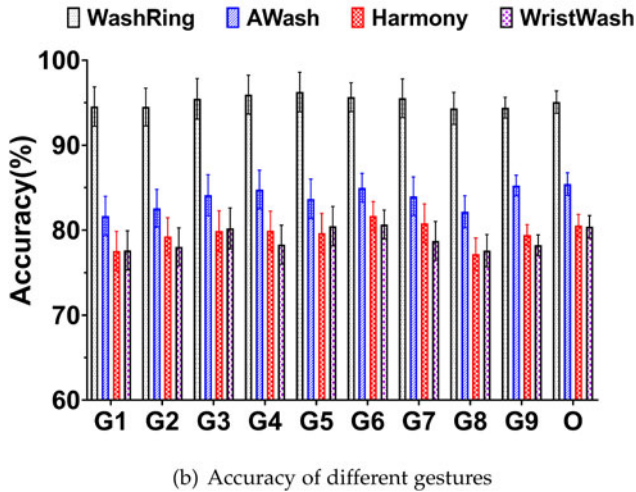 WashRing AWash Harmony WristWash
Accuracy(%)
100
90
80
70
60
G1 G2 G3 G4 G5 G6 G7 G8 G9 O
(b) Accuracy of different gestures